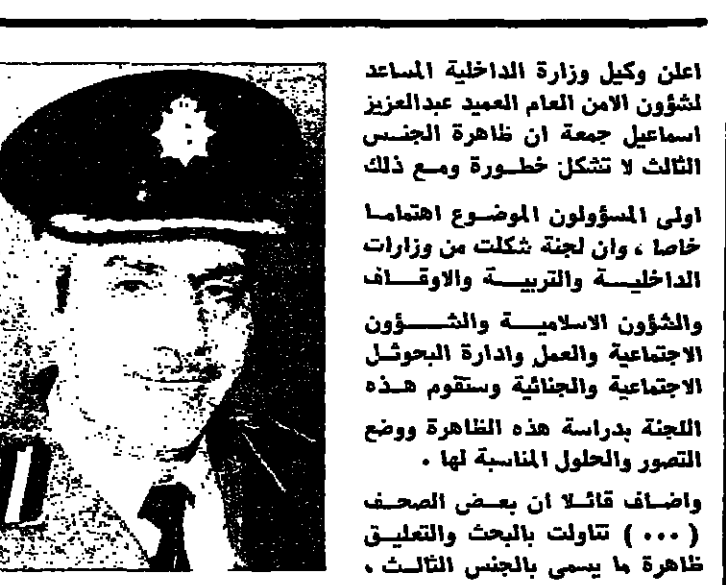 اعلن وكيل وزارة الداخلية المساعد
لشؤون الامن العام العميد عبدالعزيز
اسماعيل جمعة ان ظاهرة الجنس
الثالث لا تشكل خطورة ومع ذلك
اولى المسؤولون الموضوع اهتماما
خاصا ، وان لجنة شكلت من وزارات
الداخلية والتربية والاوقاف
والشؤون الاسلامية والشؤون
الاجتماعية والعمل وادارة البحوث
الاجتماعية والجنائية وستقوم هذه
اللجنة بدراسة هذه الظاهرة ووضع
التصور والحلول المناسبة لها .
واضاف قائلا ان بعض الصحف
( ... ) تناولت بالبحث والتعليق
ظاهرة ما يسمى بالجنس الثالث ،